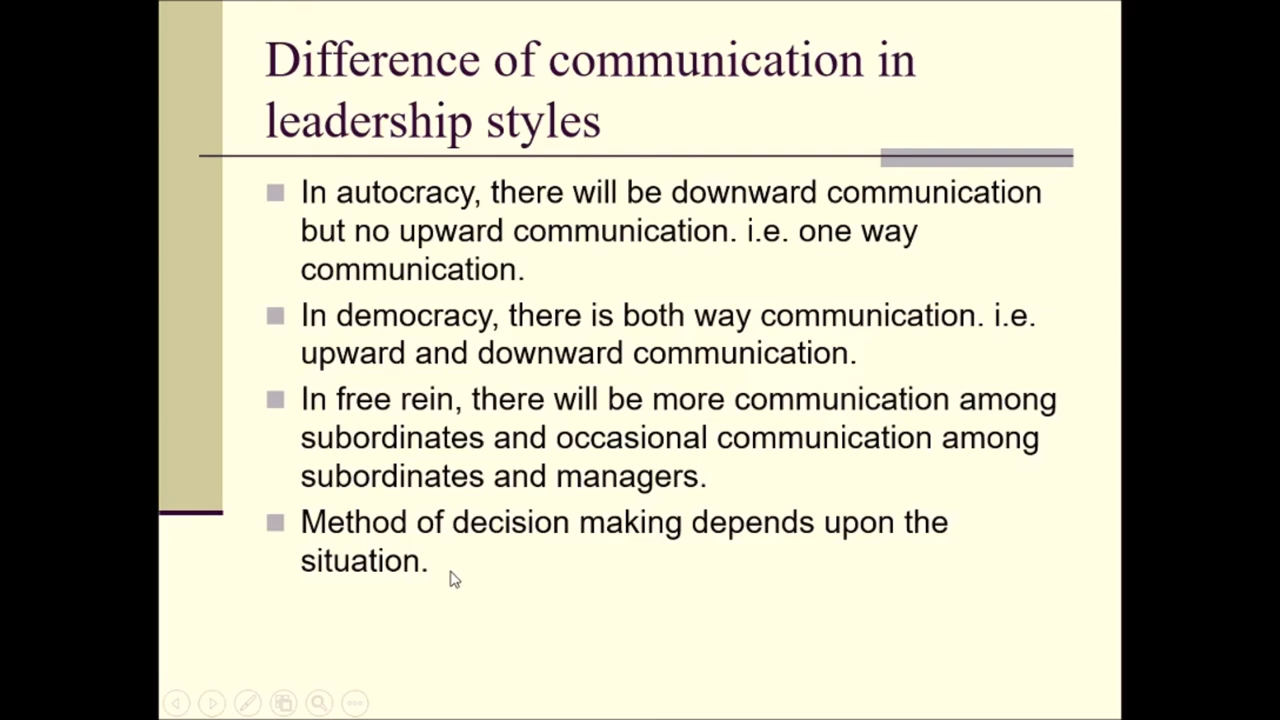 Difference of communication in
leadership styles
In autocracy, there will be downward communication
but no upward communication. i.e. one way
communication.
In democracy, there is both way communication. i.e.
upward and downward communication.
In free rein, there will be more communication among
subordinates and occasional communication among
subordinates and managers.
Method of decision making depends upon the
situation.